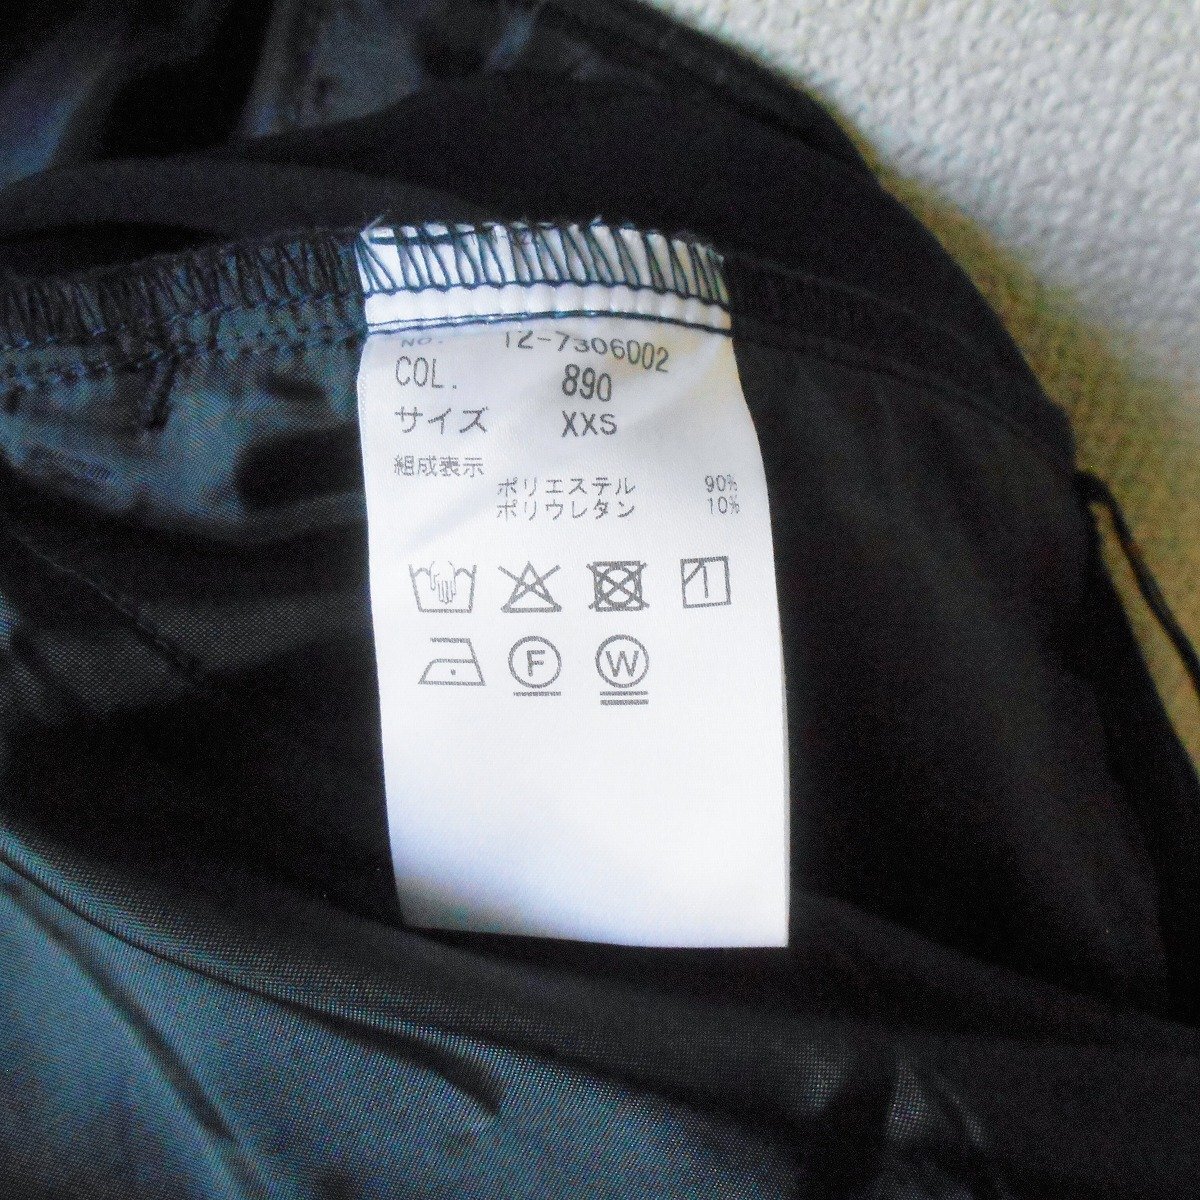 NO. 12-7306002
COL. 890
サイズ XXS
組成表示
ポリエステル 90%
ポリウレタン 10%
F W